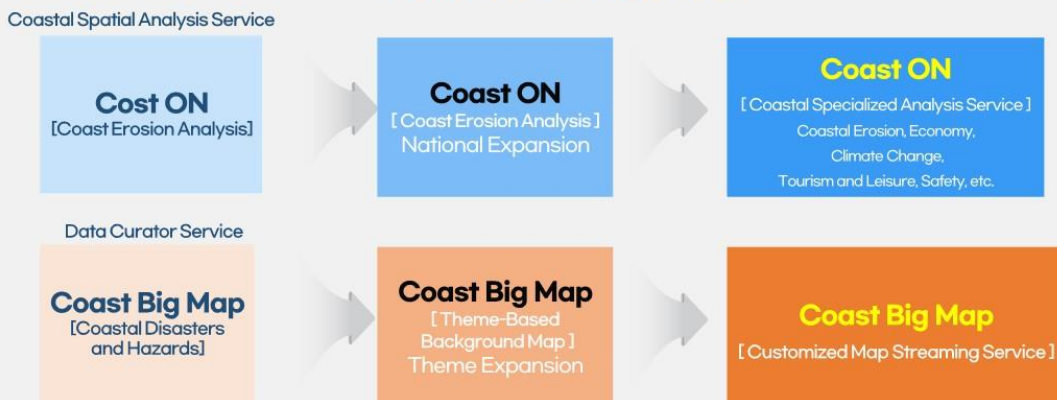 Coastal Spatial Analysis Service
Cost ON
[Coast Erosion Analysis]
Coast ON
[ Coast Erosion Analysis ]
National Expansion
Coast ON
[ Coastal Specialized Analysis Service ]
Coastal Erosion, Economy,
Climate Change,
Tourism and Leisure, Safety, etc.
Data Curator Service
Coast Big Map
[Coastal Disasters
and Hazards]
Coast Big Map
[ Theme-Based
Background Map ]
Theme Expansion
Coast Big Map
[ Customized Map Streaming Service ]